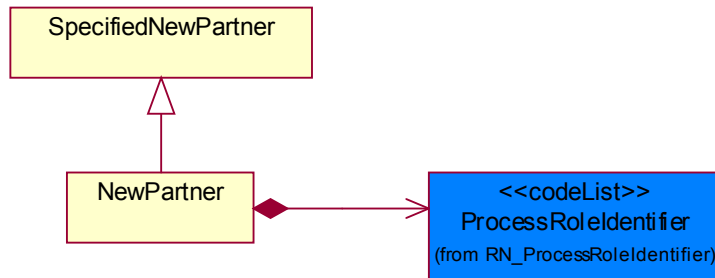 SpecifiedNewPartner
NewPartner
<<codeList>>
ProcessRoleIdentifier
(from RN_ProcessRoleIdentifier)